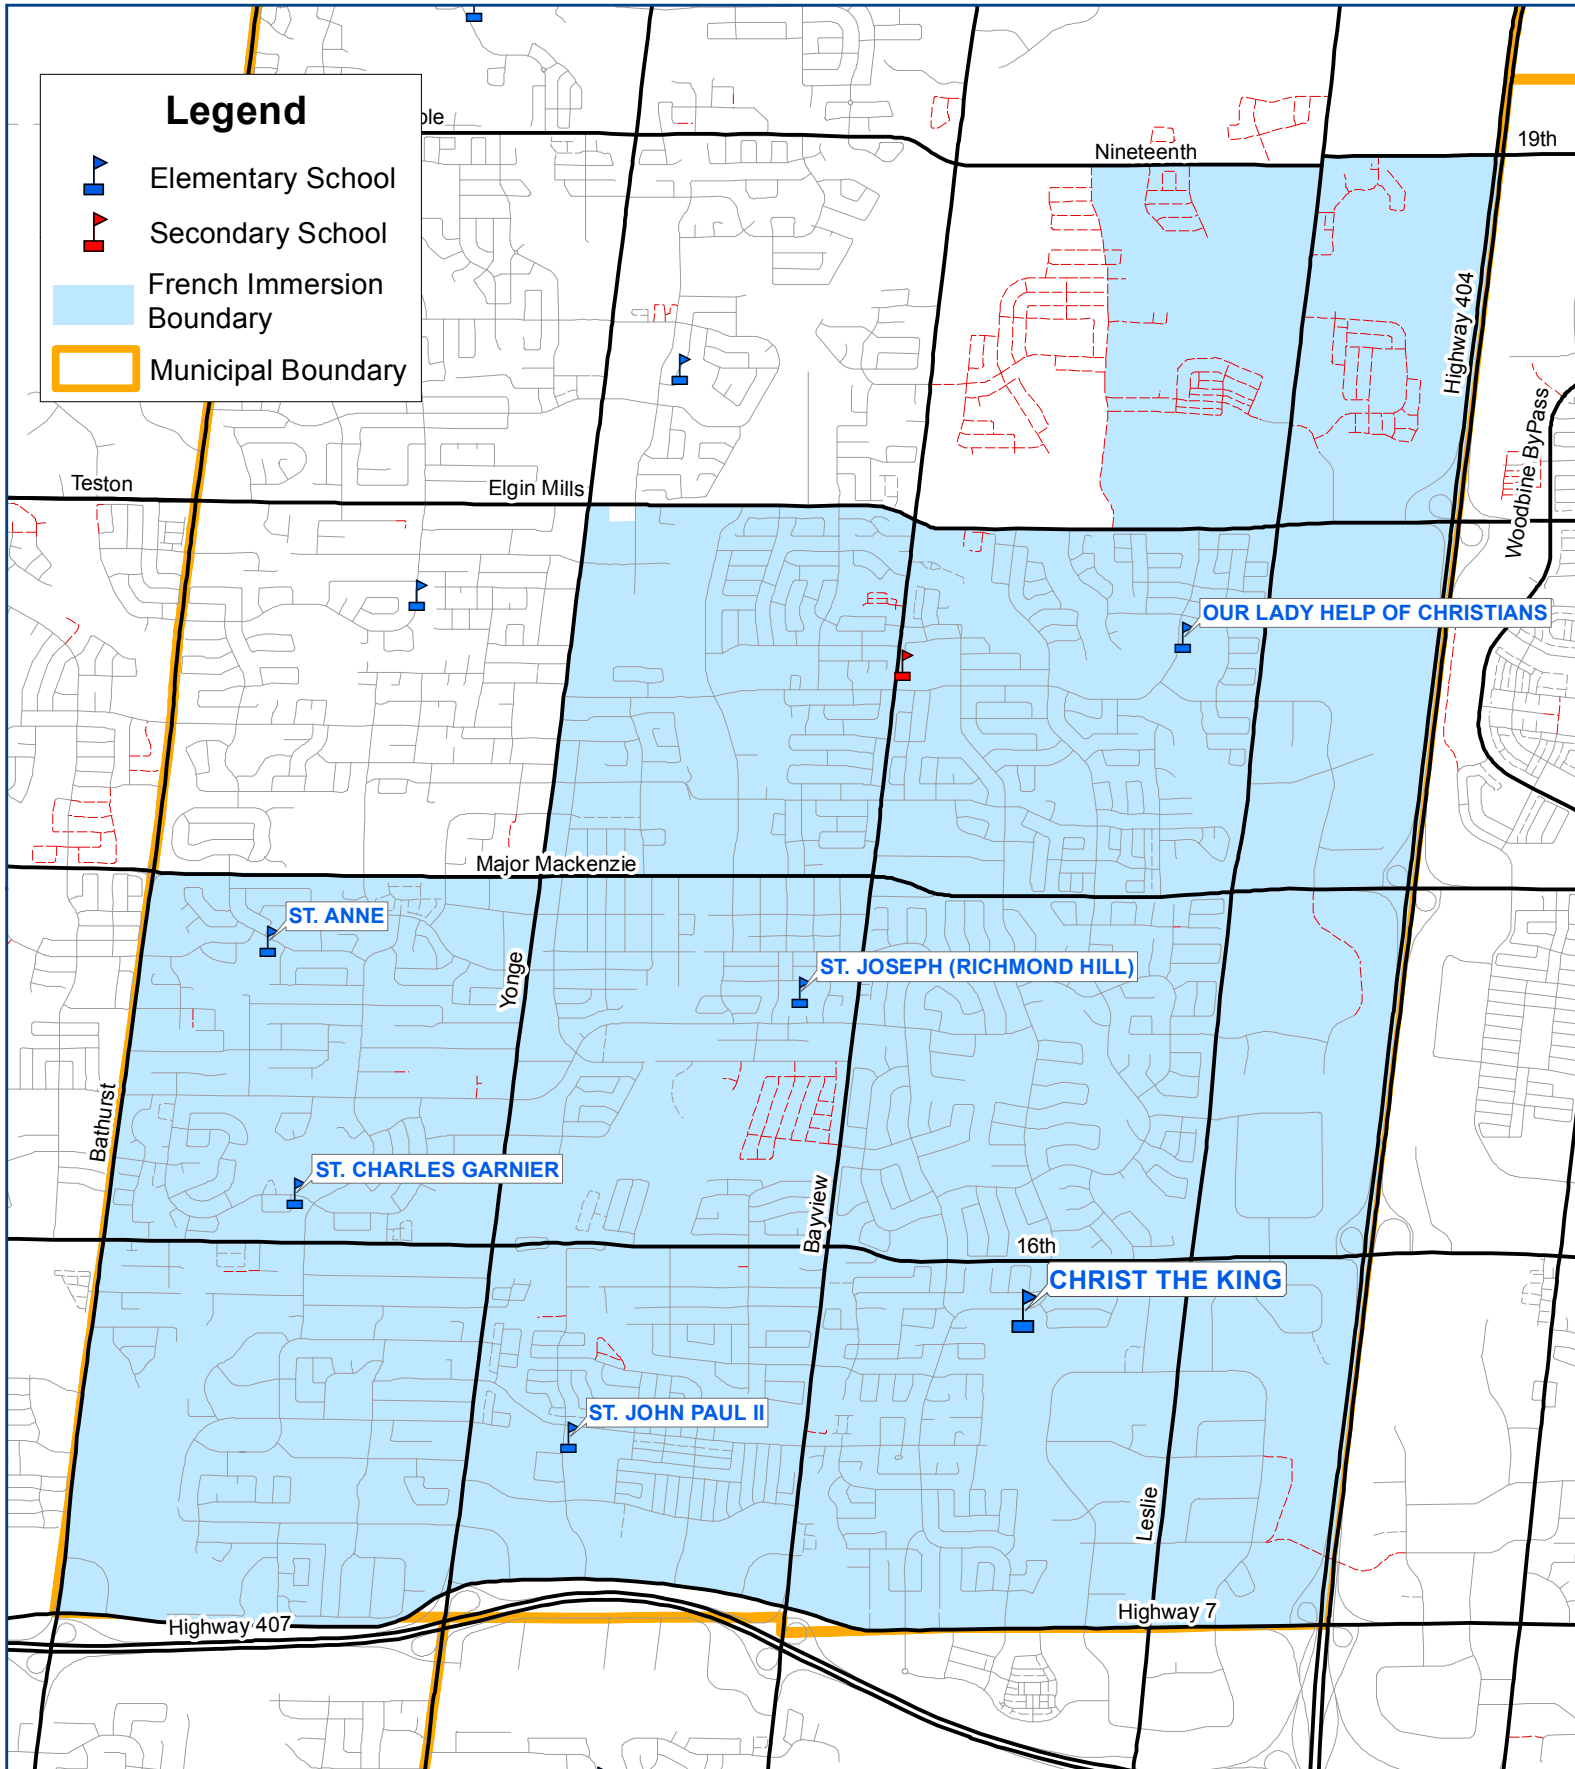 Legend
Elementary School
Secondary School
French Immersion
Boundary
Municipal Boundary
Nineteenth
19th
Highway 404
Woodbine ByPass
Teston
Elgin Mills
OUR LADY HELP OF CHRISTIANS
Major Mackenzie
ST. ANNE
Yonge
ST. JOSEPH (RICHMOND HILL)
Bathurst
ST. CHARLES GARNIER
Bayview
16th
CHRIST THE KING
ST. JOHN PAUL II
Leslie
Highway 407
Highway 7